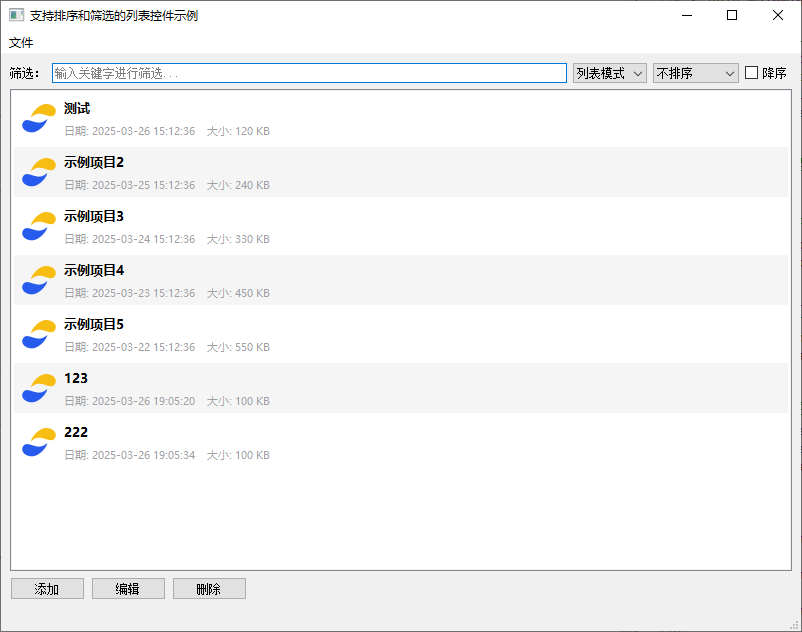 支持排序和筛选的列表控件示例
文件
筛选： 输入关键字进行筛选... 列表模式 不排序 降序
测试
日期: 2025-03-26 15:12:36 大小: 120 KB
示例项目2
日期: 2025-03-25 15:12:36 大小: 240 KB
示例项目3
日期: 2025-03-24 15:12:36 大小: 330 KB
示例项目4
日期: 2025-03-23 15:12:36 大小: 450 KB
示例项目5
日期: 2025-03-22 15:12:36 大小: 550 KB
123
日期: 2025-03-26 19:05:20 大小: 100 KB
222
日期: 2025-03-26 19:05:34 大小: 100 KB
添加 编辑 删除